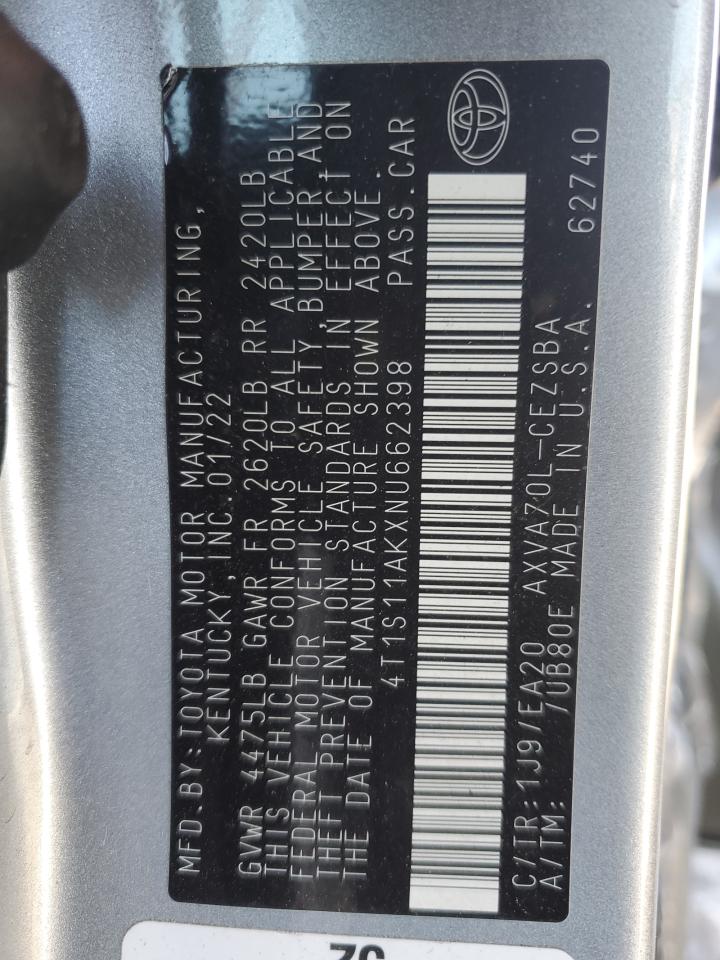 MFD.BY:TOYOTA MOTOR MANUFACTURING,
KENTUCKY, INC. 01/22
GVWR 4475LB GAWR FR 2620LB RR 2420LB
THIS VEHICLE CONFORMS TO ALL APPLICABLE
FEDERAL MOTOR VEHICLE SAFETY, BUMPER, AND
THEFT PREVENTION STANDARDS IN EFFECT ON
THE DATE OF MANUFACTURE SHOWN ABOVE.
4T1S11AKXNU662398 PASS.CAR
C/TR:1J9/EA20 AXVA70L-CEZSBA 62740
A/TM: /UB80E MADE IN U.S.A.